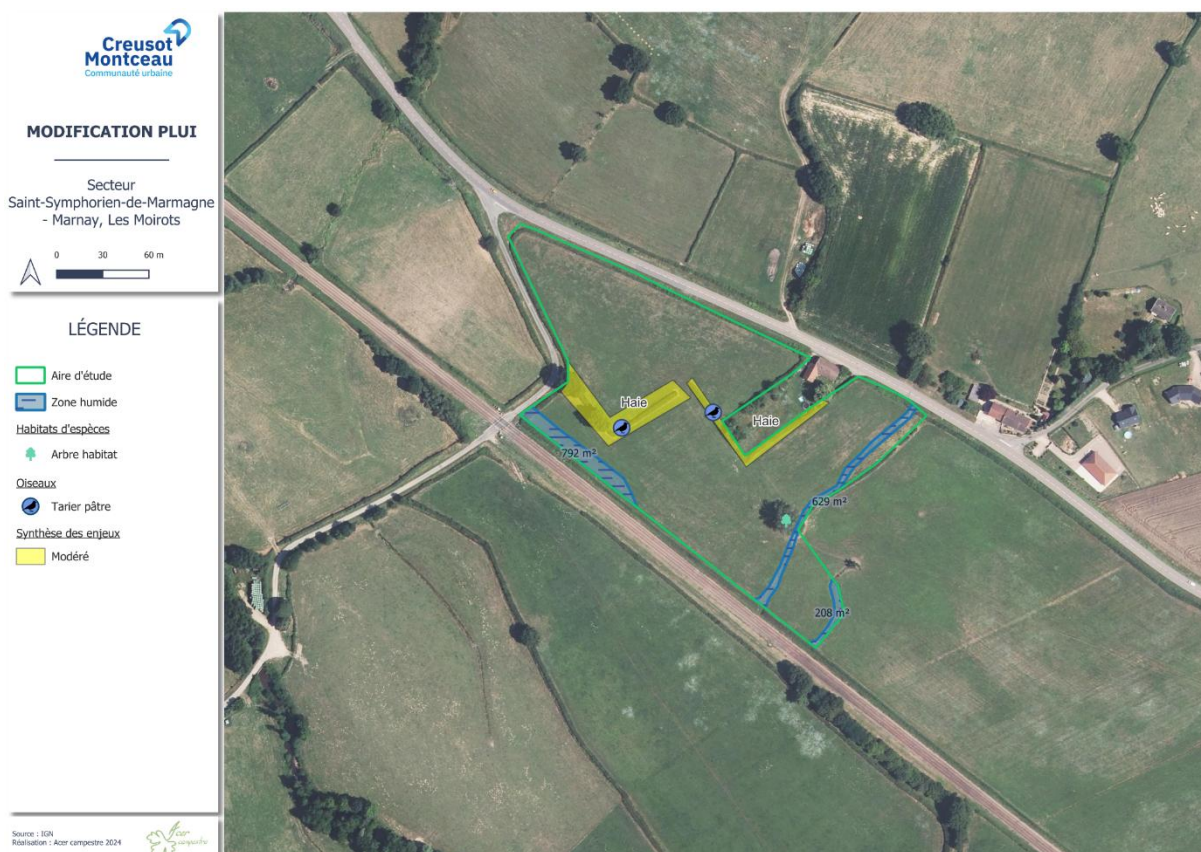 Creusot
Montceau
Communauté urbaine
MODIFICATION PLUI
Secteur
Saint-Symphorien-de-Marmagne
- Marnay, Les Moirots
0 30 60 m
LÉGENDE
Aire d'étude
Zone humide
Habitats d'espèces
Arbre habitat
Oiseaux
Tarier pâtre
Synthèse des enjeux
Modéré
Source : IGN
Réalisation : Acer campestre 2024
Acer
campestre
Haie
Haie
792 m²
629 m²
208 m²